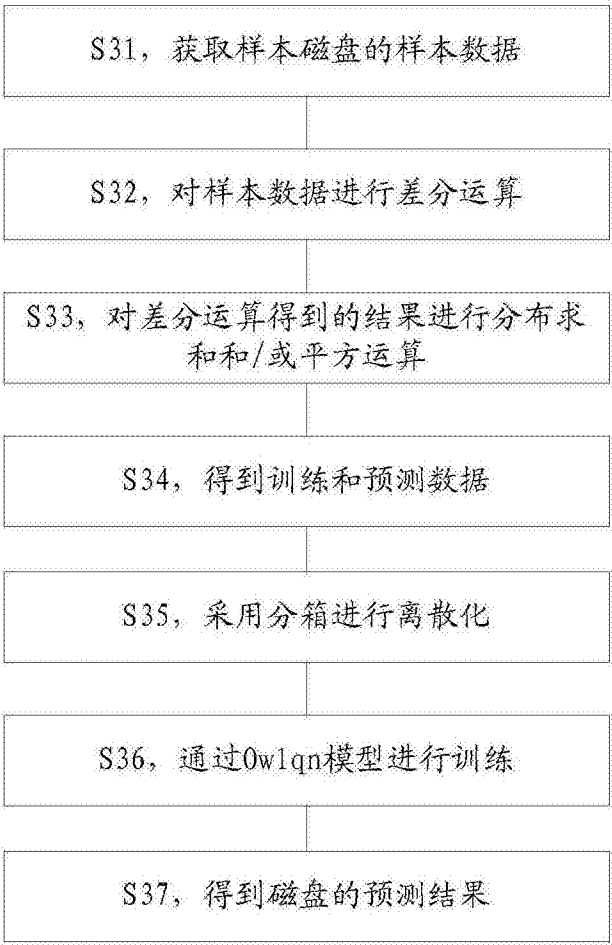 S31，获取样本磁盘的样本数据
S32，对样本数据进行差分运算
S33，对差分运算得到的结果进行分布求
和和/或平方运算
S34，得到训练和预测数据
S35，采用分箱进行离散化
S36，通过Owlqn模型进行训练
S37，得到磁盘的预测结果